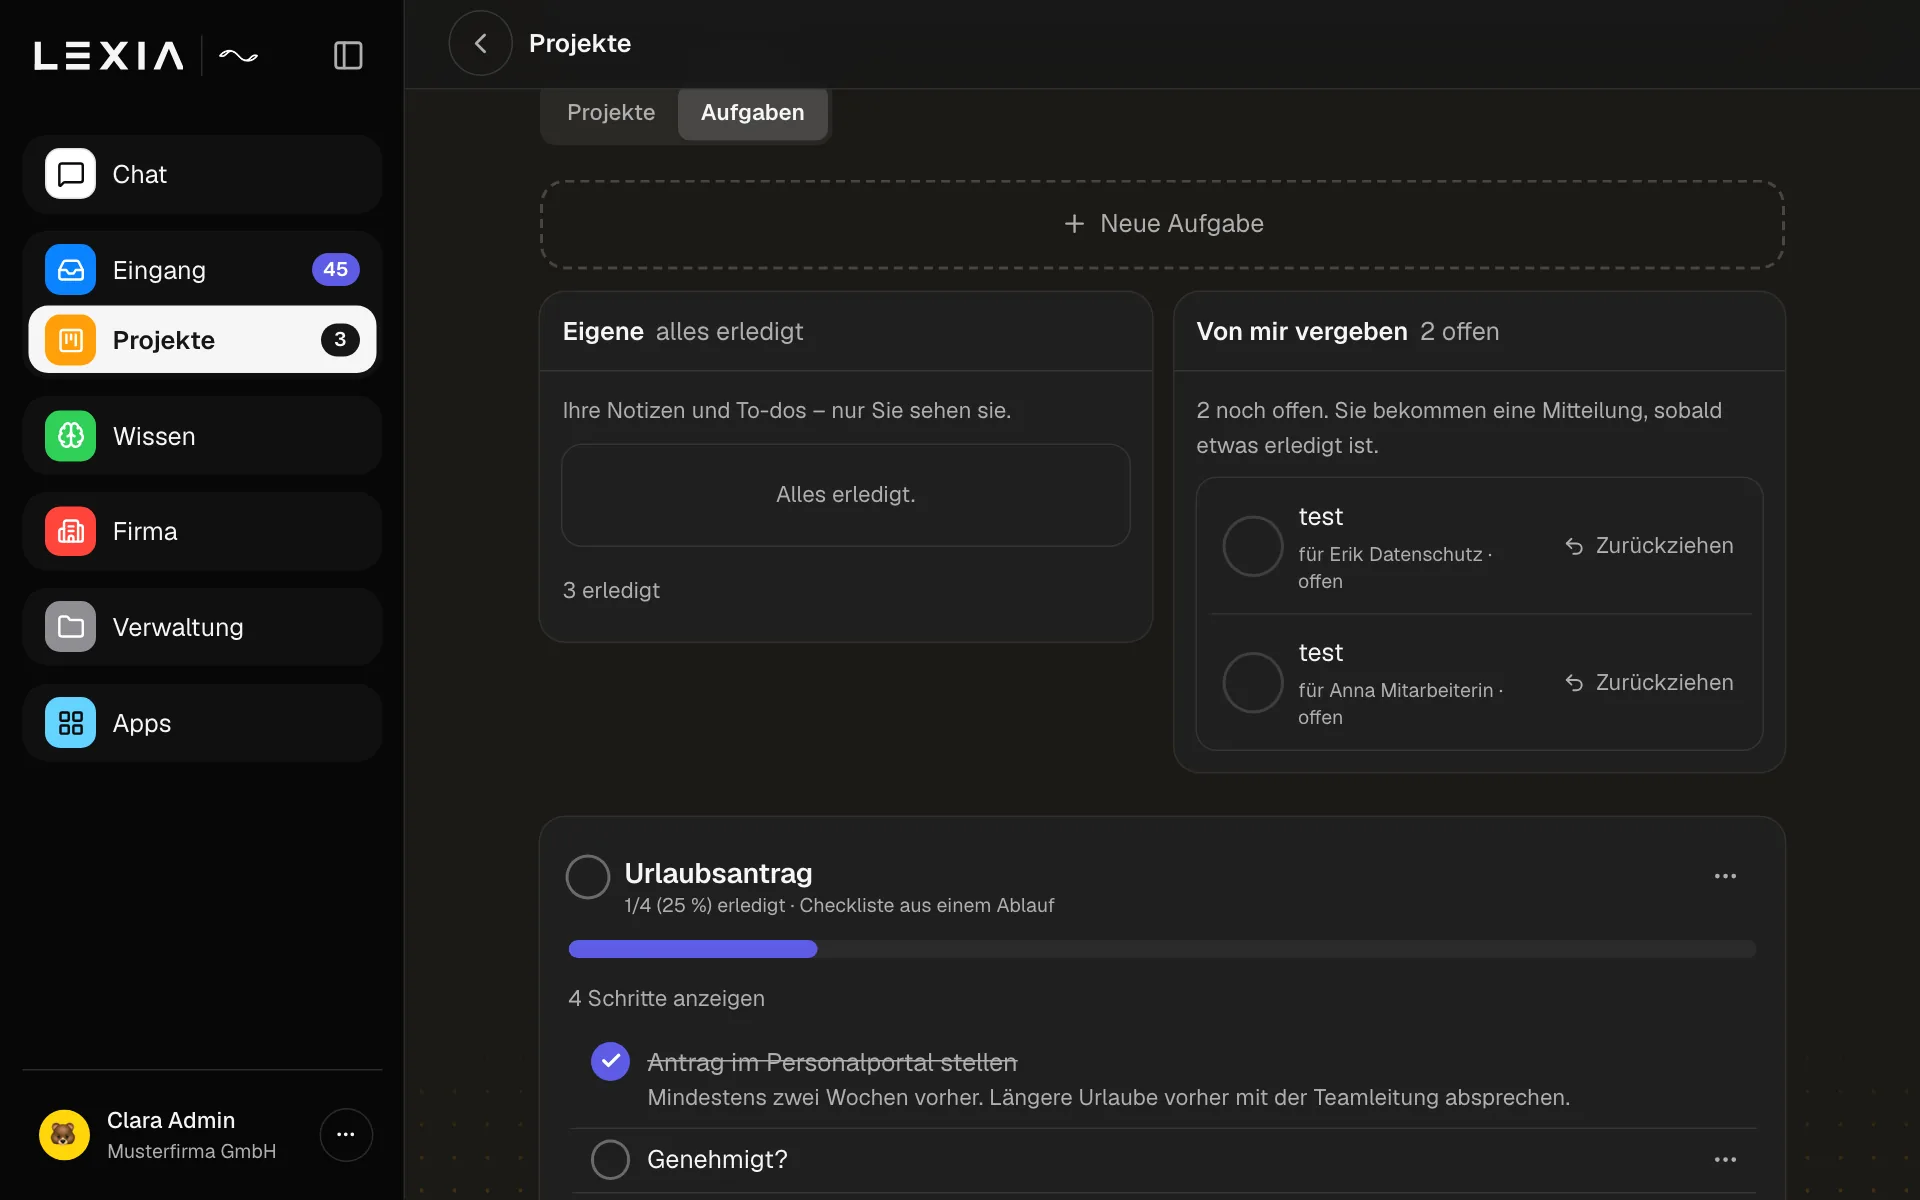 LEXIA
Projekte
Chat
Eingang 45
Projekte 3
Wissen
Firma
Verwaltung
Apps
Clara Admin
Musterfirma GmbH
Projekte Aufgaben
+ Neue Aufgabe
Eigene alles erledigt
Ihre Notizen und To-dos – nur Sie sehen sie.
Alles erledigt.
3 erledigt
Von mir vergeben 2 offen
2 noch offen. Sie bekommen eine Mitteilung, sobald
etwas erledigt ist.
test
für Erik Datenschutz ·
offen
Zurückziehen
test
für Anna Mitarbeiterin ·
offen
Zurückziehen
Urlaubsantrag
1/4 (25 %) erledigt · Checkliste aus einem Ablauf
4 Schritte anzeigen
Antrag im Personalportal stellen
Mindestens zwei Wochen vorher. Längere Urlaube vorher mit der Teamleitung absprechen.
Genehmigt?